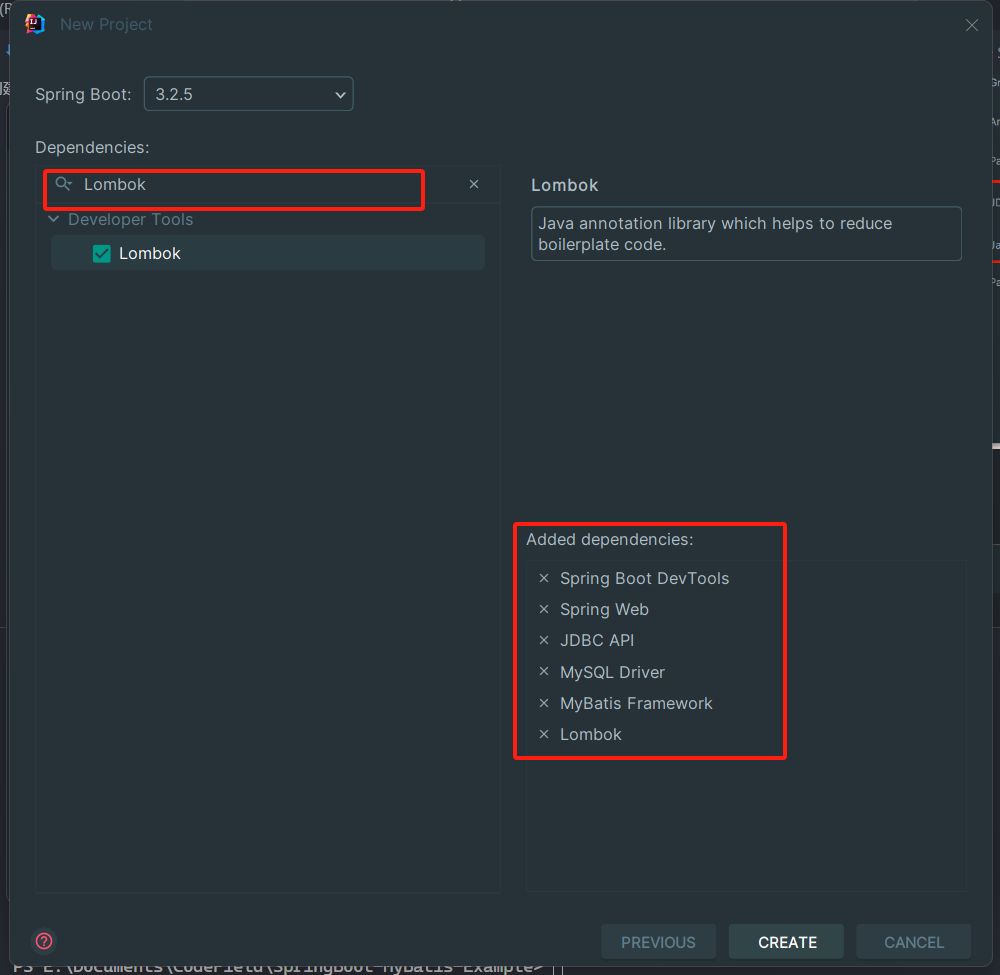 New Project
Spring Boot: 3.2.5
Dependencies:
Lombok
Developer Tools
Lombok
Lombok
Java annotation library which helps to reduce
boilerplate code.
Added dependencies:
Spring Boot DevTools
Spring Web
JDBC API
MySQL Driver
MyBatis Framework
Lombok
?
PREVIOUS
CREATE
CANCEL
PS E:\Documents\CodeField\SpringBoot-MyBatis-Example>